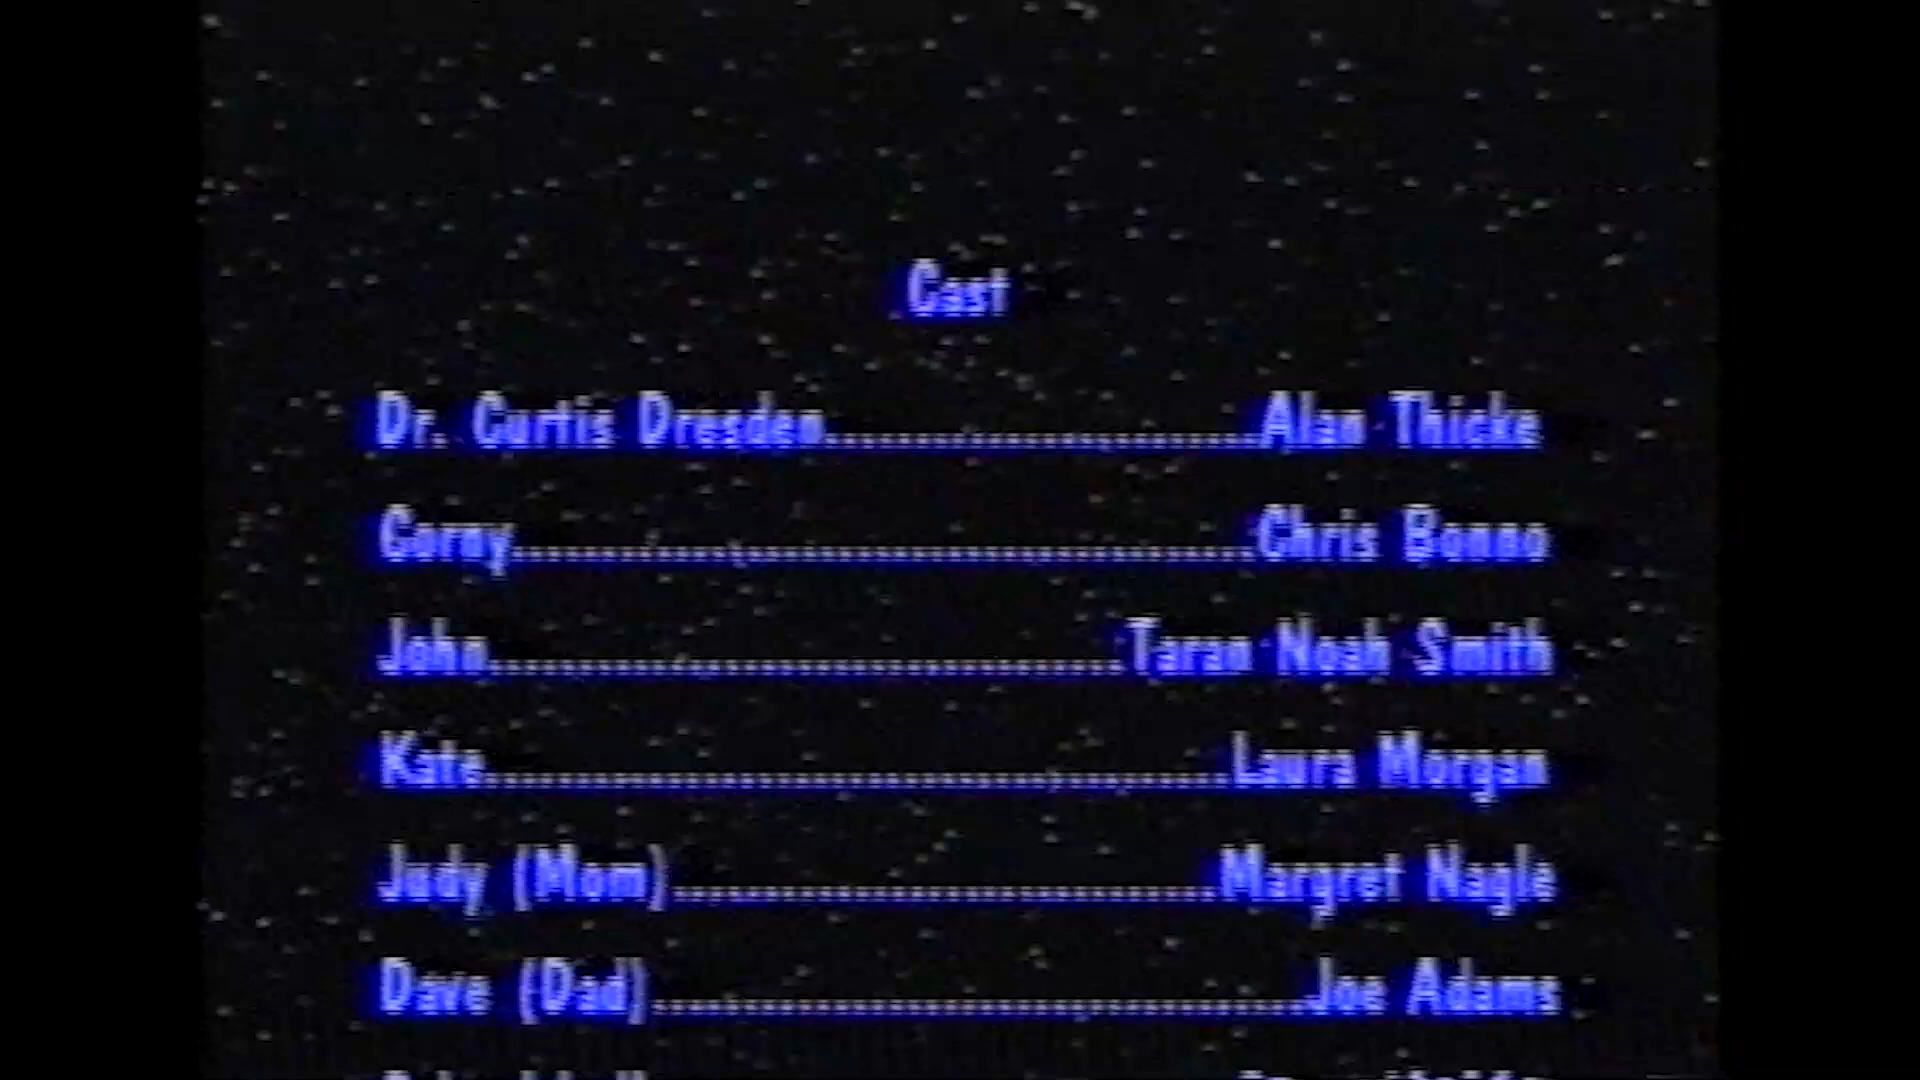 Cast
Dr. Curtis Dresden........................Alan Thicke
Gorny........................................Chris Bonno
John..................................Taran Noah Smith
Kate........................................Laura Morgan
Judy (Mom)..............................Margret Nagle
Dave (Dad)...................................Joe Adams